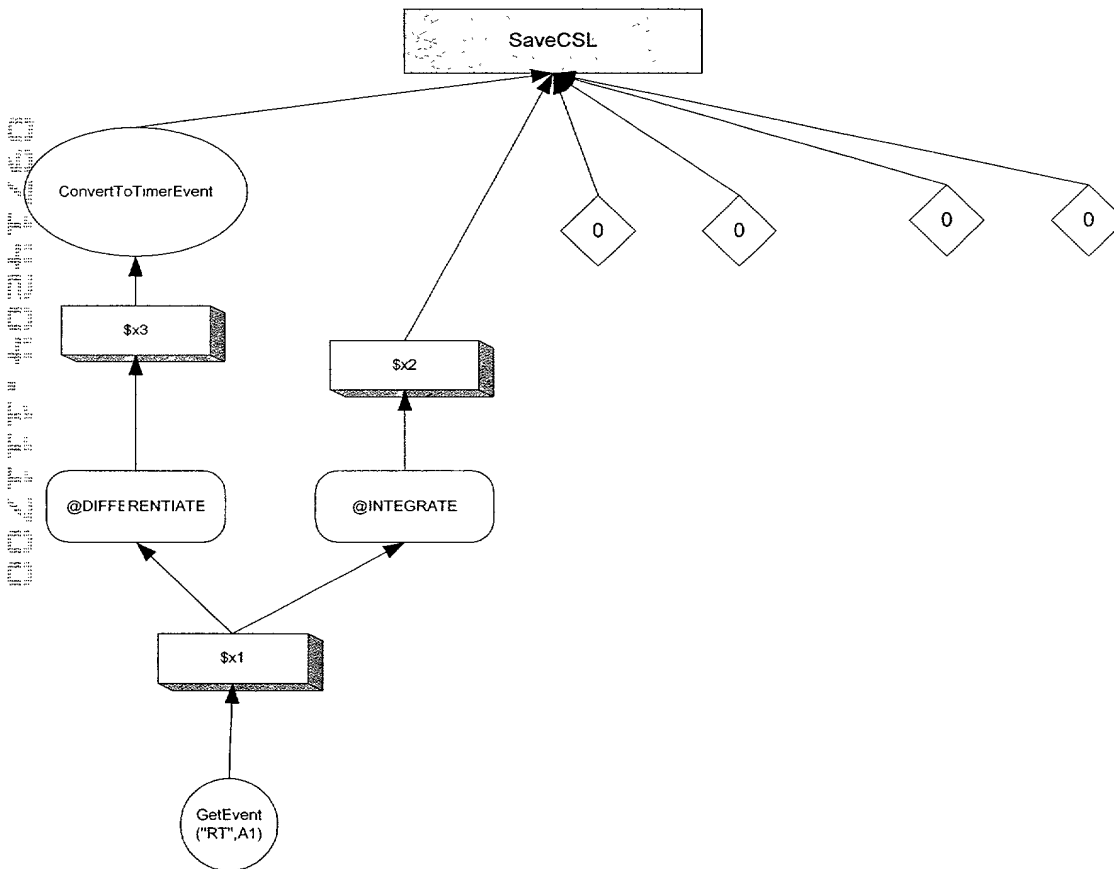 SaveCSL
ConvertToTimerEvent
0
0
0
0
$x3
$x2
@DIFFERENTIATE
@INTEGRATE
$x1
GetEvent
("RT",A1)